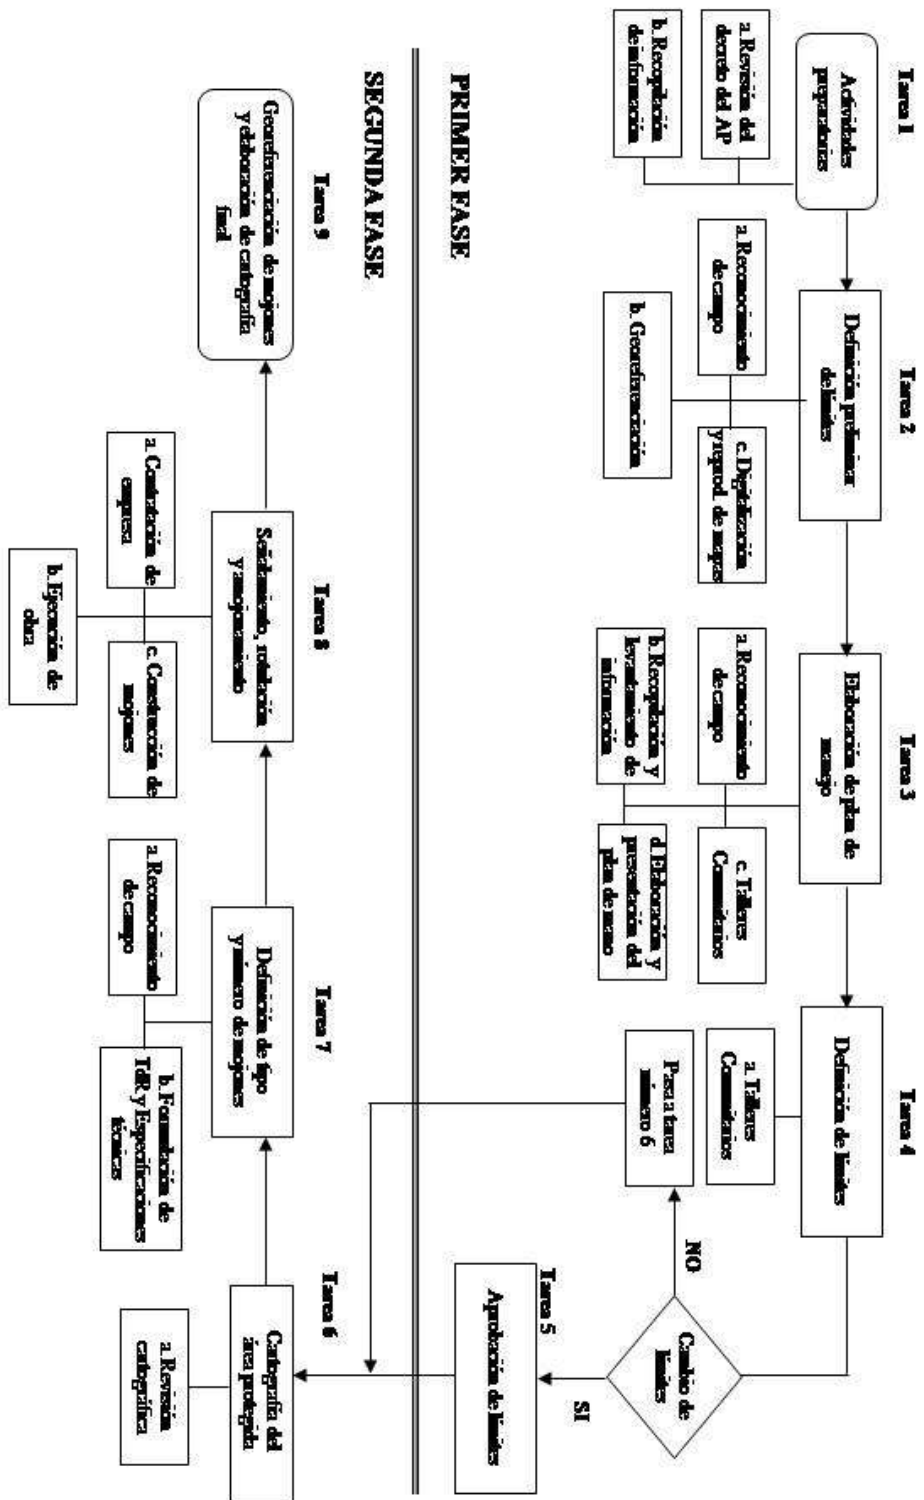 Tarea 1
Actividades
preparatorias
a. Revisión del
decreto del AP
b. Recopilación
de información
Tarea 2
Definición preliminar
de límites
a. Reconocimiento
de campo
b. Georeferenciación
c. Digitalización
y reprod. de mapas
Tarea 3
Elaboración de plan de
manejo
a. Reconocimiento
de campo
b. Recopilación y
levantamiento de
información
c. Talleres
Comunitarios
d. Elaboración y
presentación del
plan de mano
Tarea 4
Definición de límites
a. Talleres
Comunitarios
Cambio de
límites
NO
SI
Pasa a tarea
número 6
Tarea 5
Aprobación de límites
PRIMER FASE
SEGUNDA FASE
Tarea 6
Cartografía del
área protegida
a. Revisión
cartográfica
Tarea 7
Definición de tipo
y número de mojones
a. Reconocimiento
de campo
b. Formulación de
TdR y Especificaciones
técnicas
Tarea 8
Señalamiento, rotulación
y amojonamiento
a. Contratación de
empresa
b. Ejecución de
obra
c. Construcción de
mojones
Tarea 9
Georeferenciación de mojones
y elaboración de cartografía
final